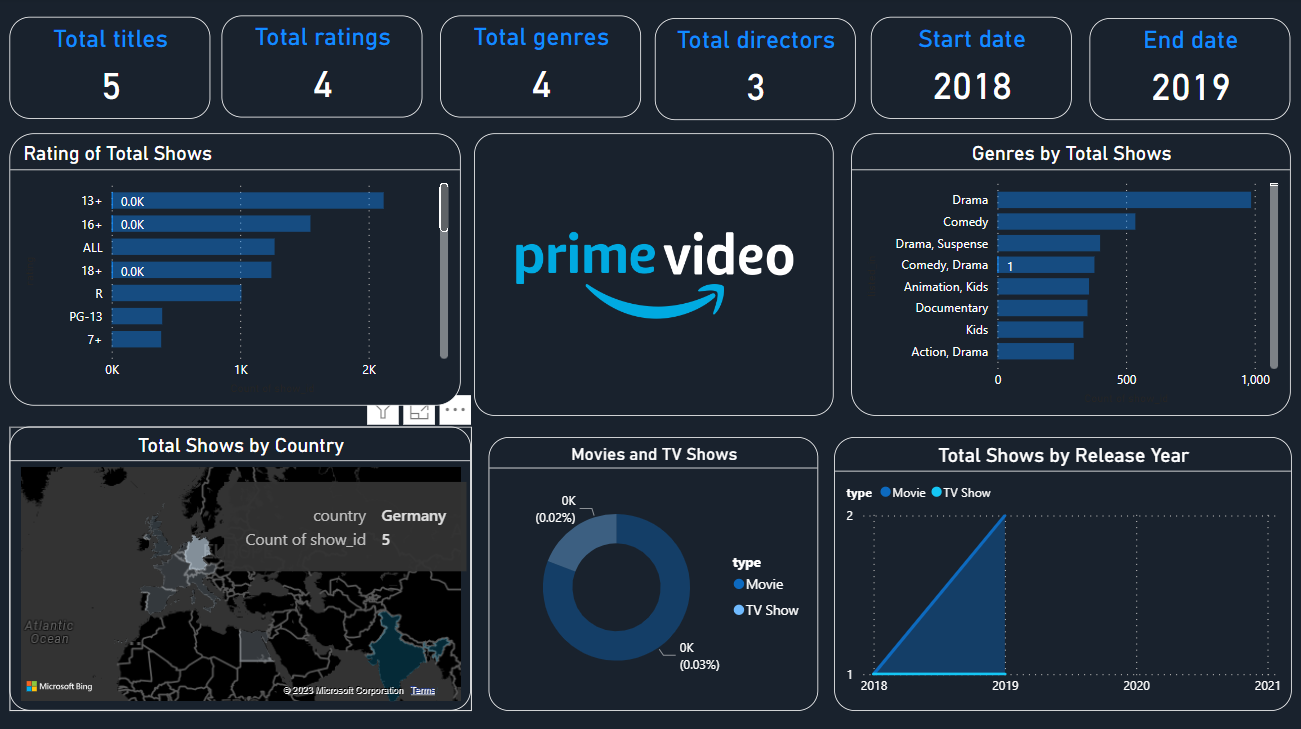 Total titles
5
Total ratings
4
Total genres
4
Total directors
3
Start date
2018
End date
2019
Rating of Total Shows
13+ 0.0K
16+ 0.0K
ALL
18+ 0.0K
R
PG-13
7+
0K 1K 2K
prime video
Genres by Total Shows
Drama
Comedy
Drama, Suspense
Comedy, Drama 1
Animation, Kids
Documentary
Kids
Action, Drama
0 500 1,000
Total Shows by Country
country Germany
Count of show_id 5
Atlantic
Ocean
Microsoft Bing
© 2023 Microsoft Corporation Terms
Movies and TV Shows
0K
(0.02%)
0K
(0.03%)
type
Movie
TV Show
Total Shows by Release Year
type Movie TV Show
2
1
2018 2019 2020 2021